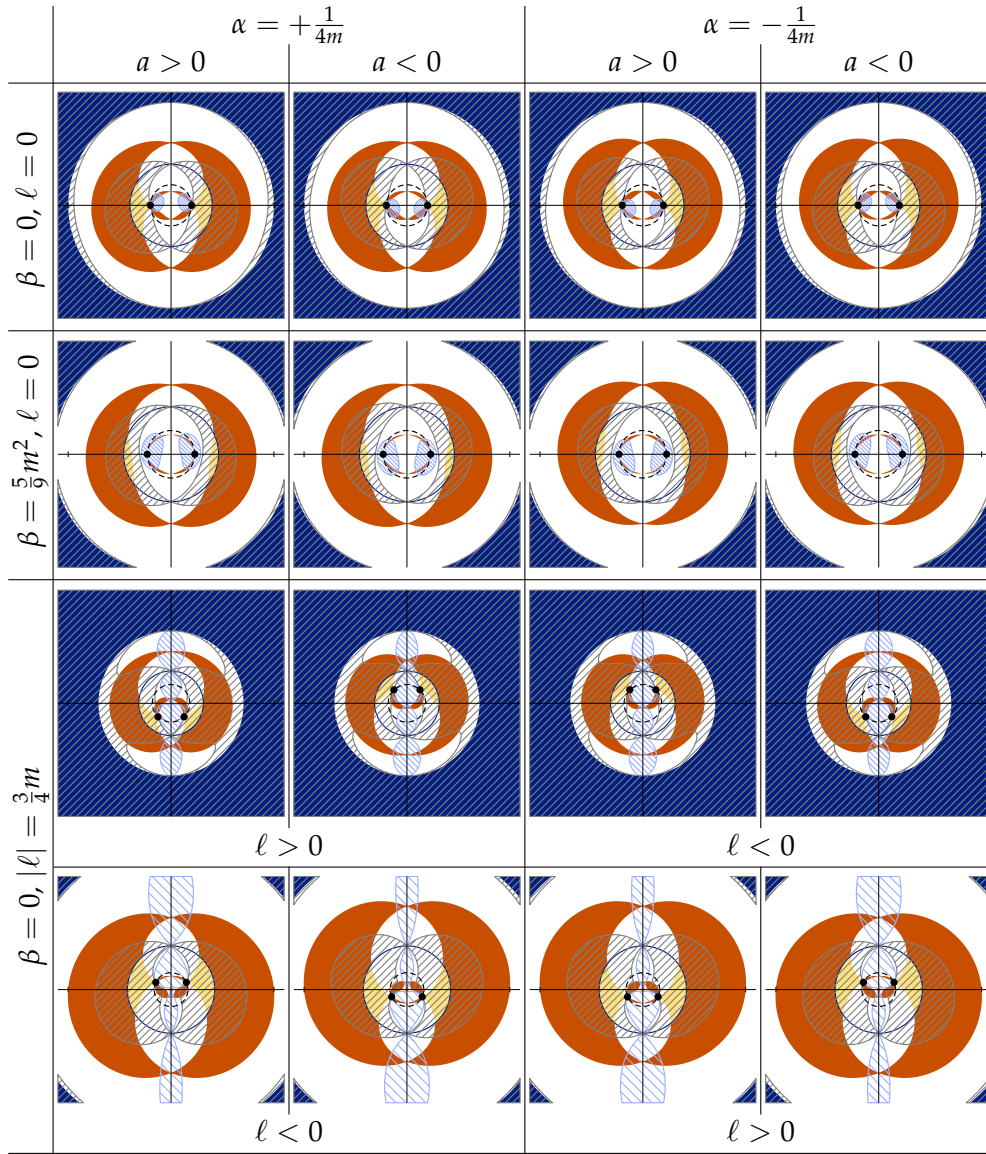 α = +1/4m α = −1/4m
a > 0 a < 0 a > 0 a < 0
β = 0, ℓ = 0
β = 5/9 m², ℓ = 0
β = 0, |ℓ| = 3/4 m
ℓ > 0 ℓ < 0
ℓ < 0 ℓ > 0